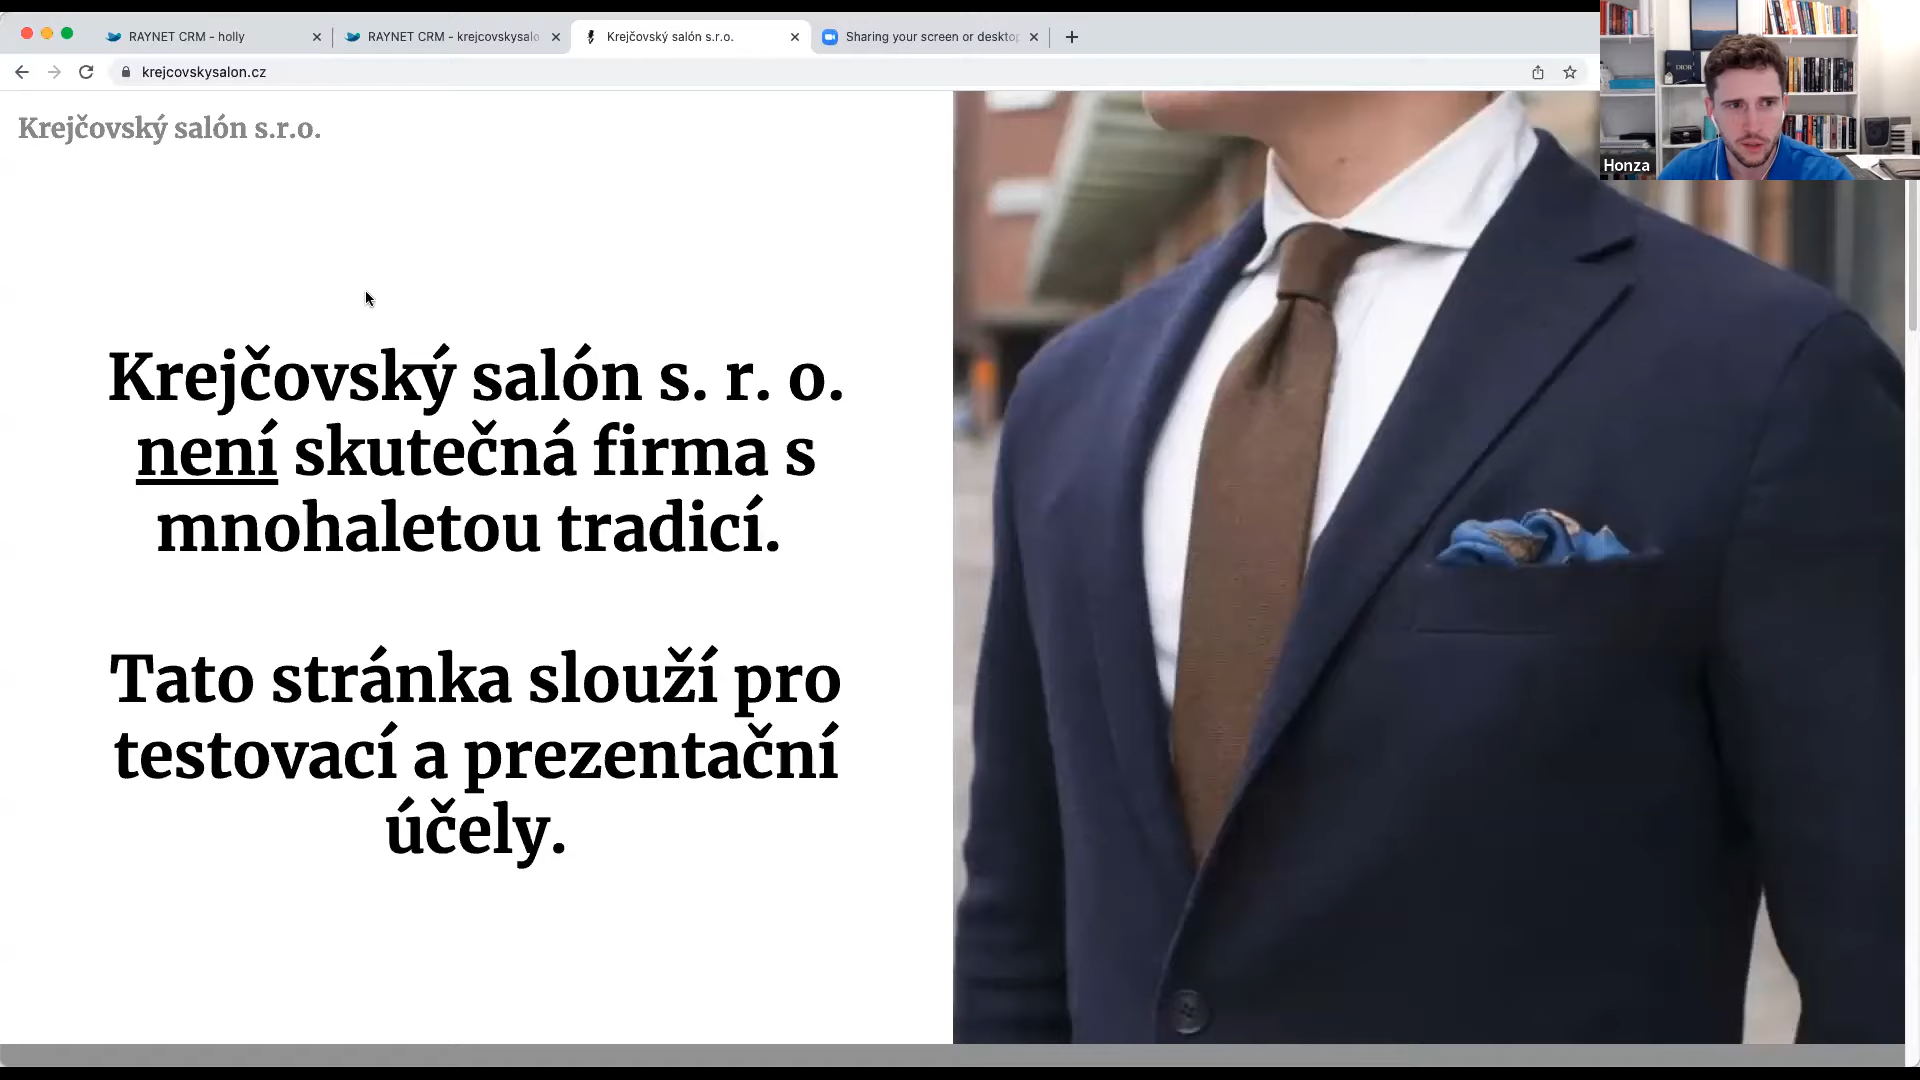 RAYNET CRM - holly
RAYNET CRM - krejcovskysalo
Krejčovský salón s.r.o.
Sharing your screen or deskto
krejcovskysalon.cz
Krejčovský salón s.r.o.
Krejčovský salón s. r. o.
není skutečná firma s
mnohaletou tradicí.
Tato stránka slouží pro
testovací a prezentační
účely.
DIOR
Honza